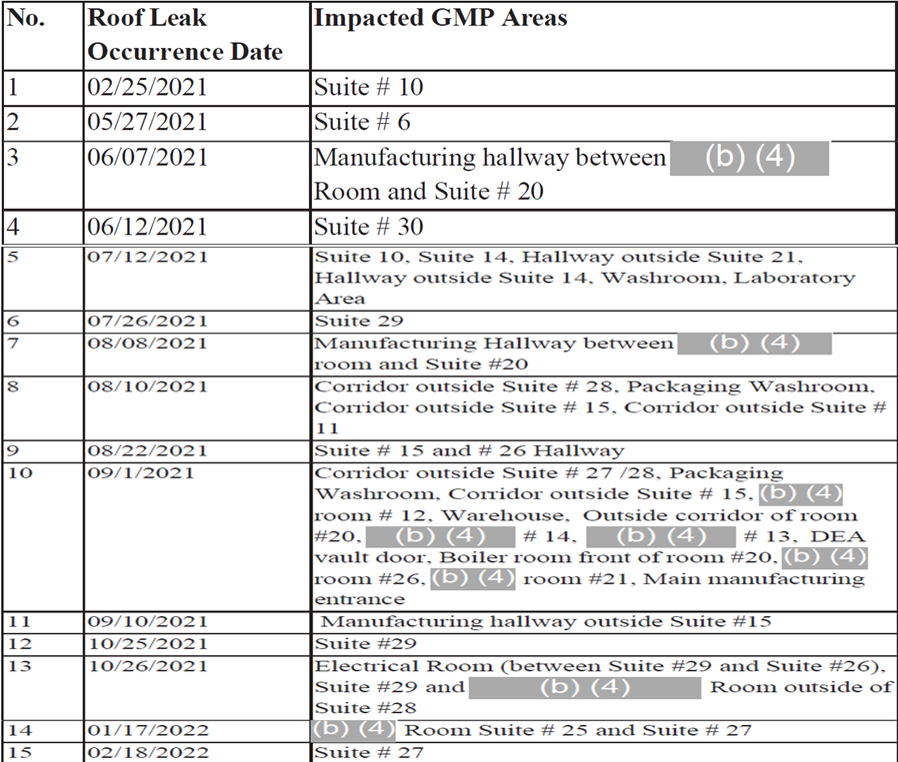 No. Roof Leak Impacted GMP Areas
Occurrence Date
1 02/25/2021 Suite # 10
2 05/27/2021 Suite # 6
3 06/07/2021 Manufacturing hallway between (b) (4)
Room and Suite # 20
4 06/12/2021 Suite # 30
5 07/12/2021 Suite 10, Suite 14, Hallway outside Suite 21,
Hallway outside Suite 14, Washroom, Laboratory
Area
6 07/26/2021 Suite 29
7 08/08/2021 Manufacturing Hallway between (b) (4)
room and Suite #20
8 08/10/2021 Corridor outside Suite # 28, Packaging Washroom,
Corridor outside Suite # 15, Corridor outside Suite #
11
9 08/22/2021 Suite # 15 and # 26 Hallway
10 09/1/2021 Corridor outside Suite # 27 /28, Packaging
Washroom, Corridor outside Suite # 15, (b) (4)
room # 12, Warehouse, Outside corridor of room
#20, (b) (4) # 14, (b) (4) # 13, DEA
vault door, Boiler room front of room #20, (b) (4)
room #26, (b) (4) room #21, Main manufacturing
entrance
11 09/10/2021 Manufacturing hallway outside Suite #15
12 10/25/2021 Suite #29
13 10/26/2021 Electrical Room (between Suite #29 and Suite #26),
Suite #29 and (b) (4) Room outside of
Suite #28
14 01/17/2022 (b) (4) Room Suite # 25 and Suite # 27
15 02/18/2022 Suite # 27